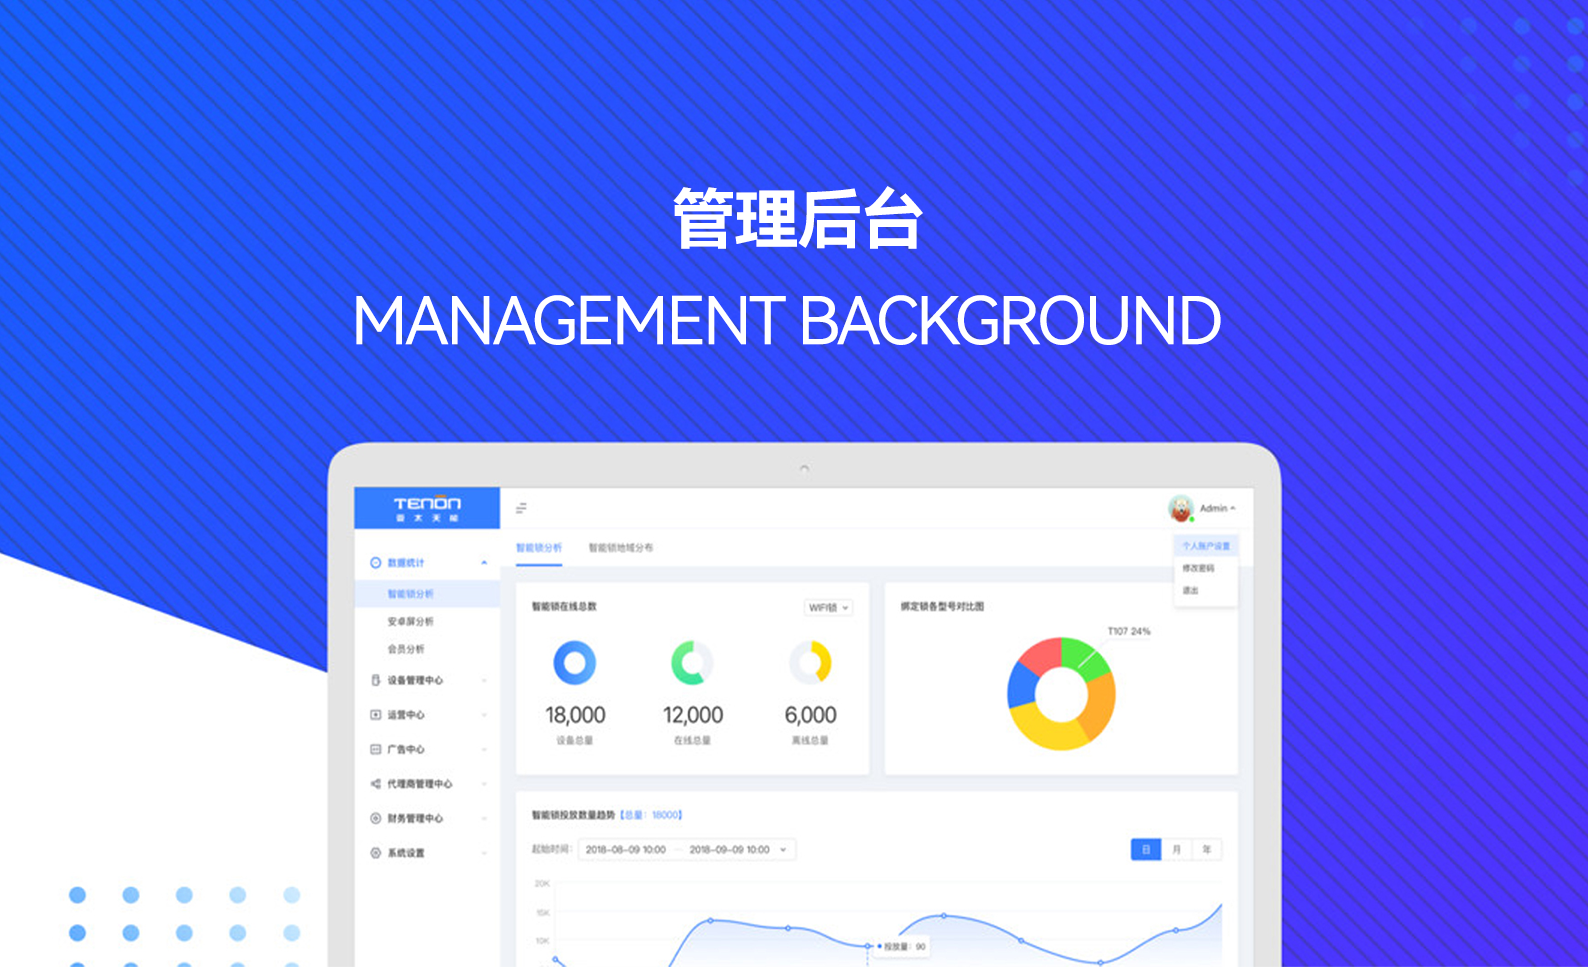 管理后台
MANAGEMENT BACKGROUND
TENON
亚太天能
Admin
个人账户设置
修改密码
退出
数据统计
智能锁分析
安卓屏分析
会员分析
设备管理中心
运营中心
广告中心
代理商管理中心
财务管理中心
系统设置
智能锁分析
智能锁地域分布
智能锁在线总数
WIFI锁
18,000
设备总量
12,000
在线总量
6,000
离线总量
绑定锁各型号对比图
T107 24%
智能锁投放数量趋势【总量：18000】
起始时间：
2018-08-09 10:00 — 2018-09-09 10:00
日
月
年
20K
15K
10K
投放量：90